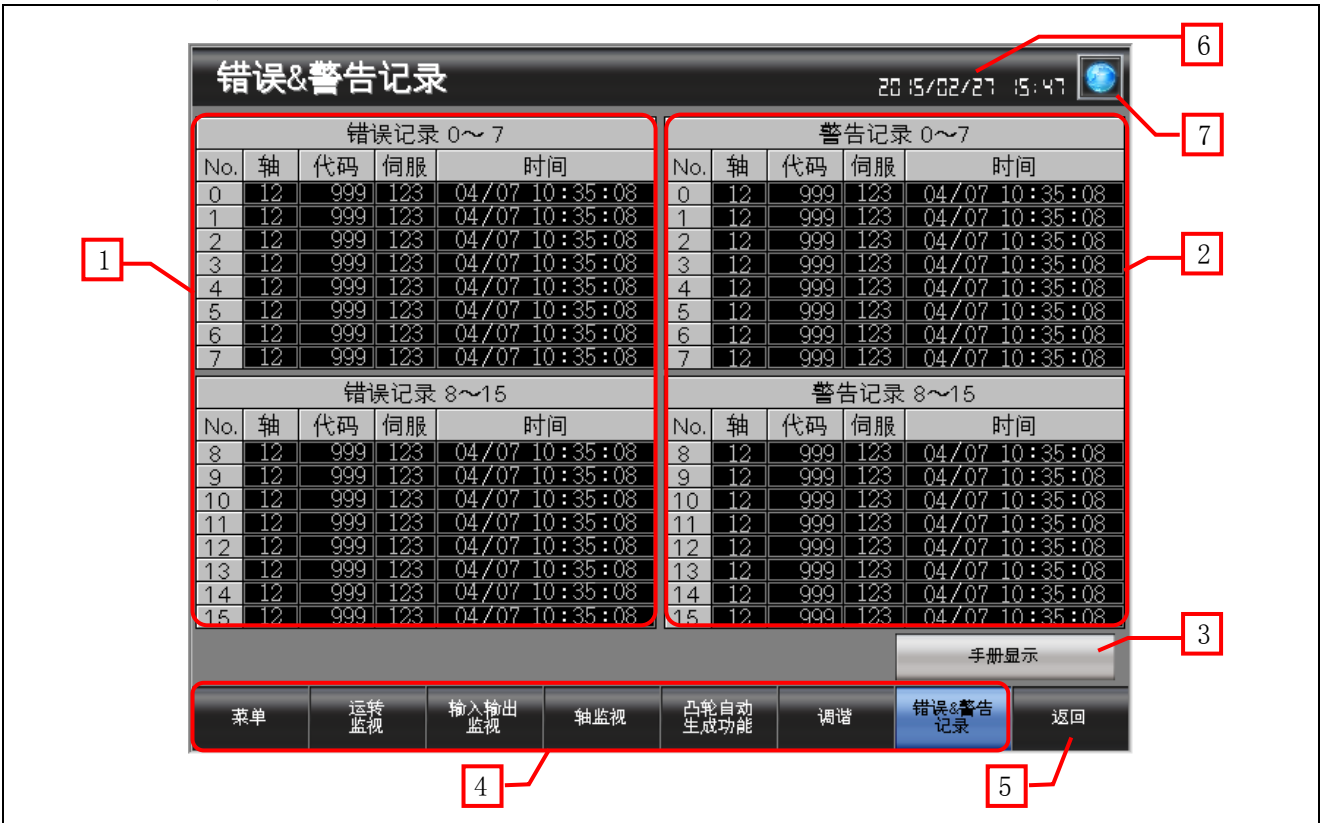 6
错误&警告记录
2015/02/27 15:47
7
错误记录 0～ 7
No. 轴 代码 伺服 时间
0 12 999 123 04/07 10:35:08
1 12 999 123 04/07 10:35:08
2 12 999 123 04/07 10:35:08
3 12 999 123 04/07 10:35:08
4 12 999 123 04/07 10:35:08
5 12 999 123 04/07 10:35:08
6 12 999 123 04/07 10:35:08
7 12 999 123 04/07 10:35:08
警告记录 0～7
No. 轴 代码 伺服 时间
0 12 999 123 04/07 10:35:08
1 12 999 123 04/07 10:35:08
2 12 999 123 04/07 10:35:08
3 12 999 123 04/07 10:35:08
4 12 999 123 04/07 10:35:08
5 12 999 123 04/07 10:35:08
6 12 999 123 04/07 10:35:08
7 12 999 123 04/07 10:35:08
1
2
错误记录 8～15
No. 轴 代码 伺服 时间
8 12 999 123 04/07 10:35:08
9 12 999 123 04/07 10:35:08
10 12 999 123 04/07 10:35:08
11 12 999 123 04/07 10:35:08
12 12 999 123 04/07 10:35:08
13 12 999 123 04/07 10:35:08
14 12 999 123 04/07 10:35:08
15 12 999 123 04/07 10:35:08
警告记录 8～15
No. 轴 代码 伺服 时间
8 12 999 123 04/07 10:35:08
9 12 999 123 04/07 10:35:08
10 12 999 123 04/07 10:35:08
11 12 999 123 04/07 10:35:08
12 12 999 123 04/07 10:35:08
13 12 999 123 04/07 10:35:08
14 12 999 123 04/07 10:35:08
15 12 999 123 04/07 10:35:08
手册显示
3
菜单
运转
监视
输入输出
监视
轴监视
凸轮自动
生成功能
调谐
错误&警告
记录
返回
4
5